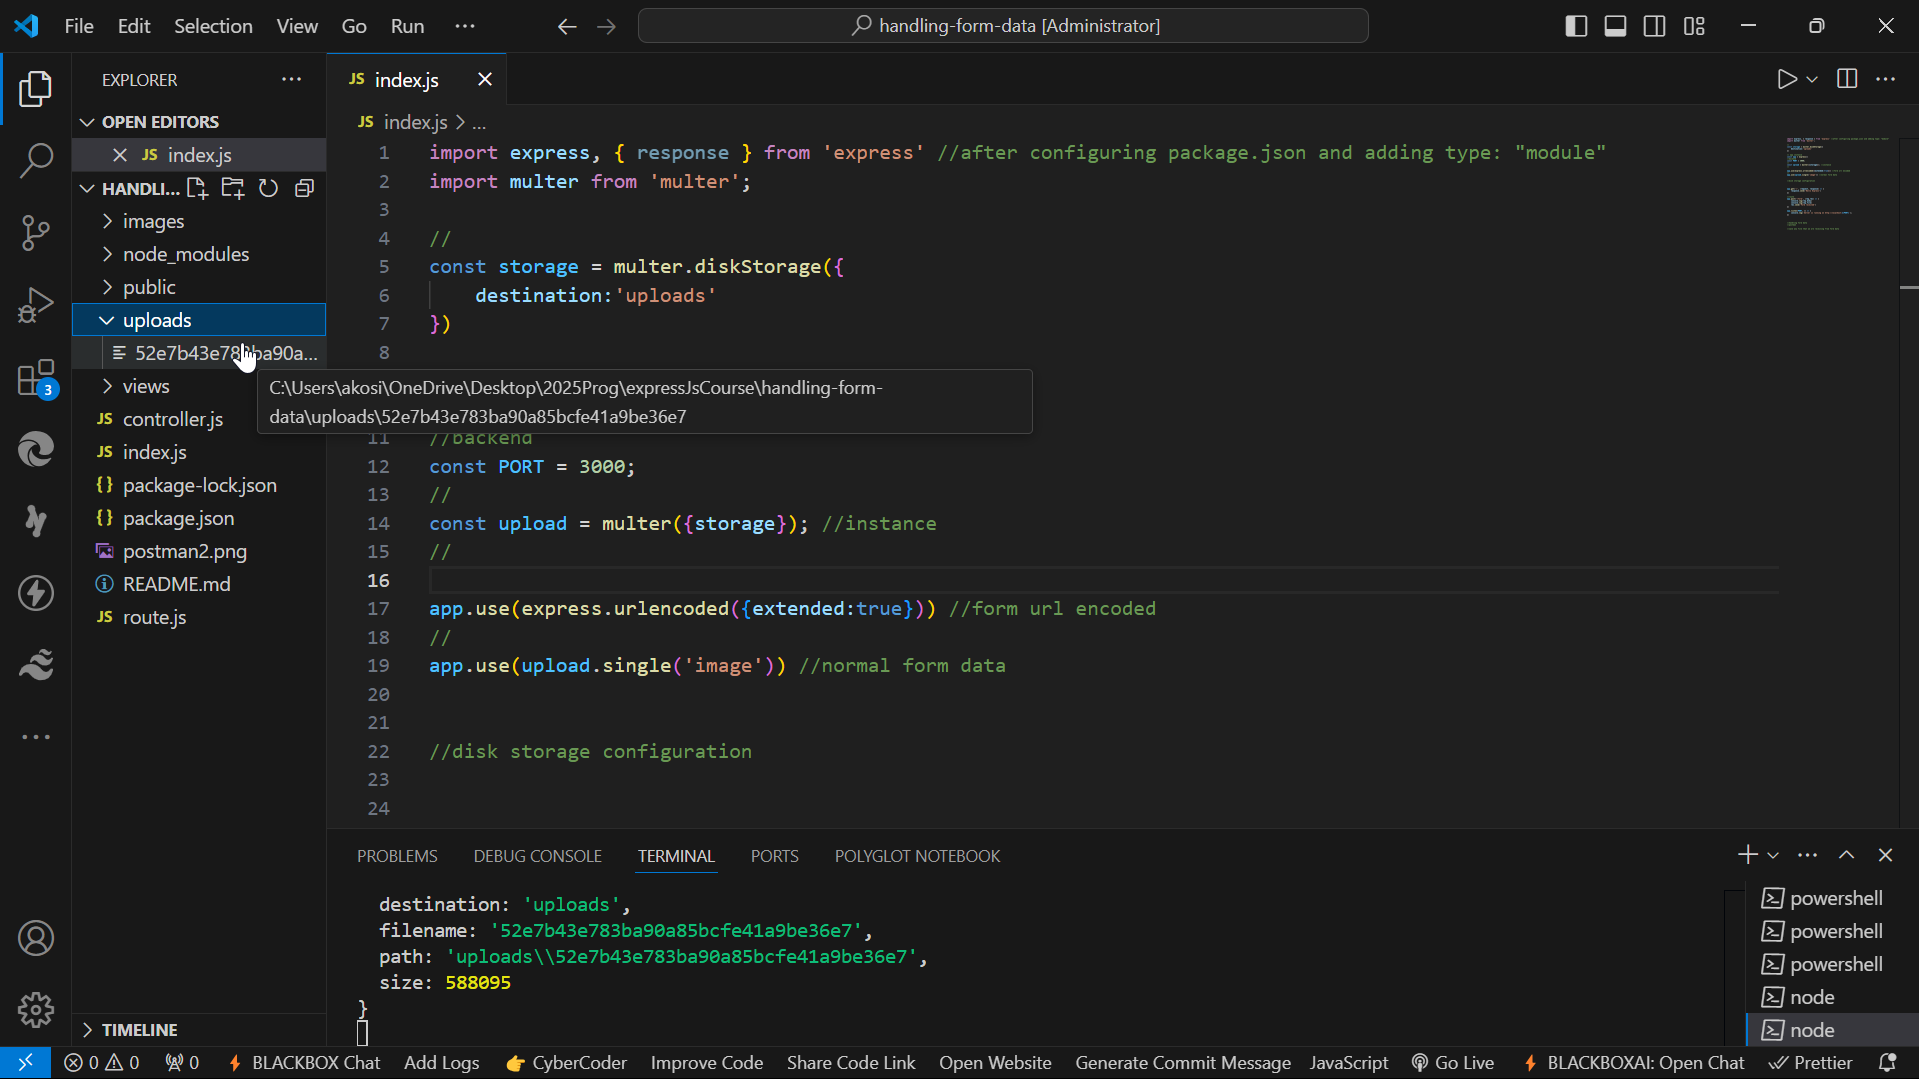 File Edit Selection View Go Run ··· handling-form-data [Administrator]
EXPLORER
OPEN EDITORS
JS index.js
HANDLI...
images
node_modules
public
uploads
52e7b43e783ba90a...
views
JS controller.js
JS index.js
{} package-lock.json
{} package.json
postman2.png
README.md
JS route.js
TIMELINE
3
JS index.js
JS index.js > ...
1 import express, { response } from 'express' //after configuring package.json and adding type: "module"
2 import multer from 'multer';
3
4 //
5 const storage = multer.diskStorage({
6 destination:'uploads'
7 })
8
C:\Users\akosi\OneDrive\Desktop\2025Prog\expressJsCourse\handling-form-
data\uploads\52e7b43e783ba90a85bcfe41a9be36e7
11 //backend
12 const PORT = 3000;
13 //
14 const upload = multer({storage}); //instance
15 //
16
17 app.use(express.urlencoded({extended:true})) //form url encoded
18 //
19 app.use(upload.single('image')) //normal form data
20
21
22 //disk storage configuration
23
24
PROBLEMS DEBUG CONSOLE TERMINAL PORTS POLYGLOT NOTEBOOK
destination: 'uploads',
filename: '52e7b43e783ba90a85bcfe41a9be36e7',
path: 'uploads\\52e7b43e783ba90a85bcfe41a9be36e7',
size: 588095
}
powershell
powershell
powershell
node
node
0 0 0 BLACKBOX Chat Add Logs CyberCoder Improve Code Share Code Link Open Website Generate Commit Message JavaScript Go Live BLACKBOXAI: Open Chat Prettier